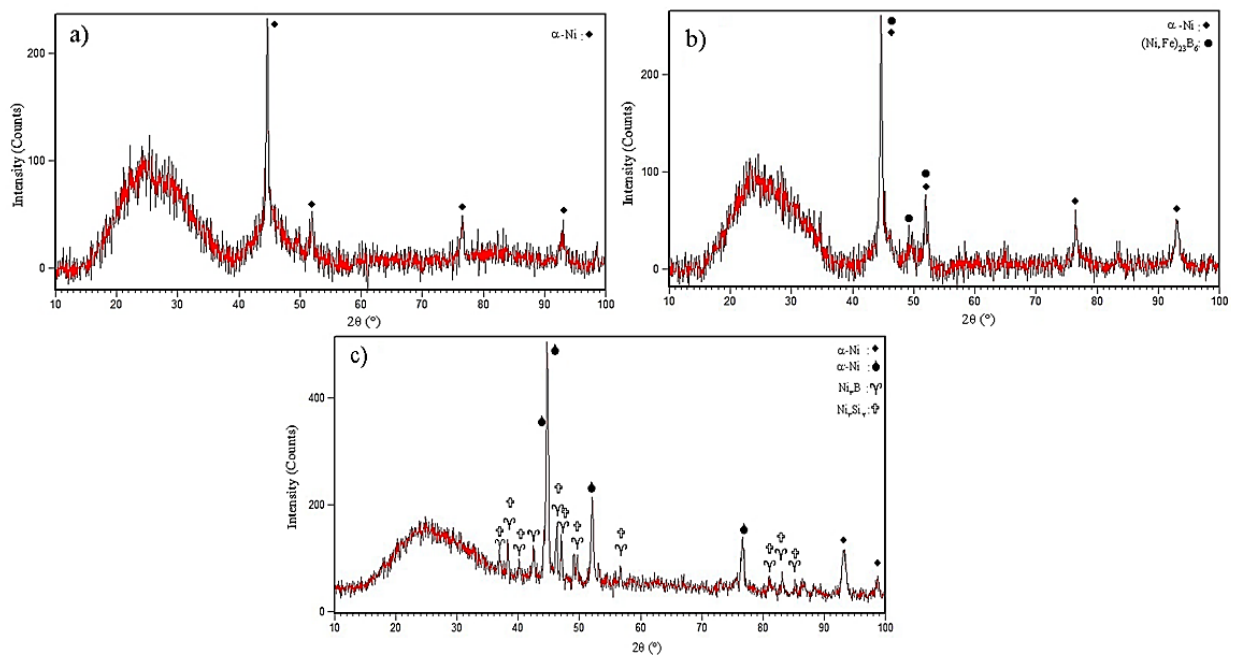 a)
α-Ni : ◆
200
100
0
Intensity (Counts)
10 20 30 40 50 60 70 80 90 100
2θ (°)
b)
α-Ni : ◆
(Ni,Fe)₂₃B₆: ●
200
100
0
Intensity (Counts)
10 20 30 40 50 60 70 80 90 100
2θ (°)
c)
α-Ni :
α-Ni :
400
200
0
Intensity (Counts)
10 20 30 40 50 60 70 80 90 100
2θ (°)